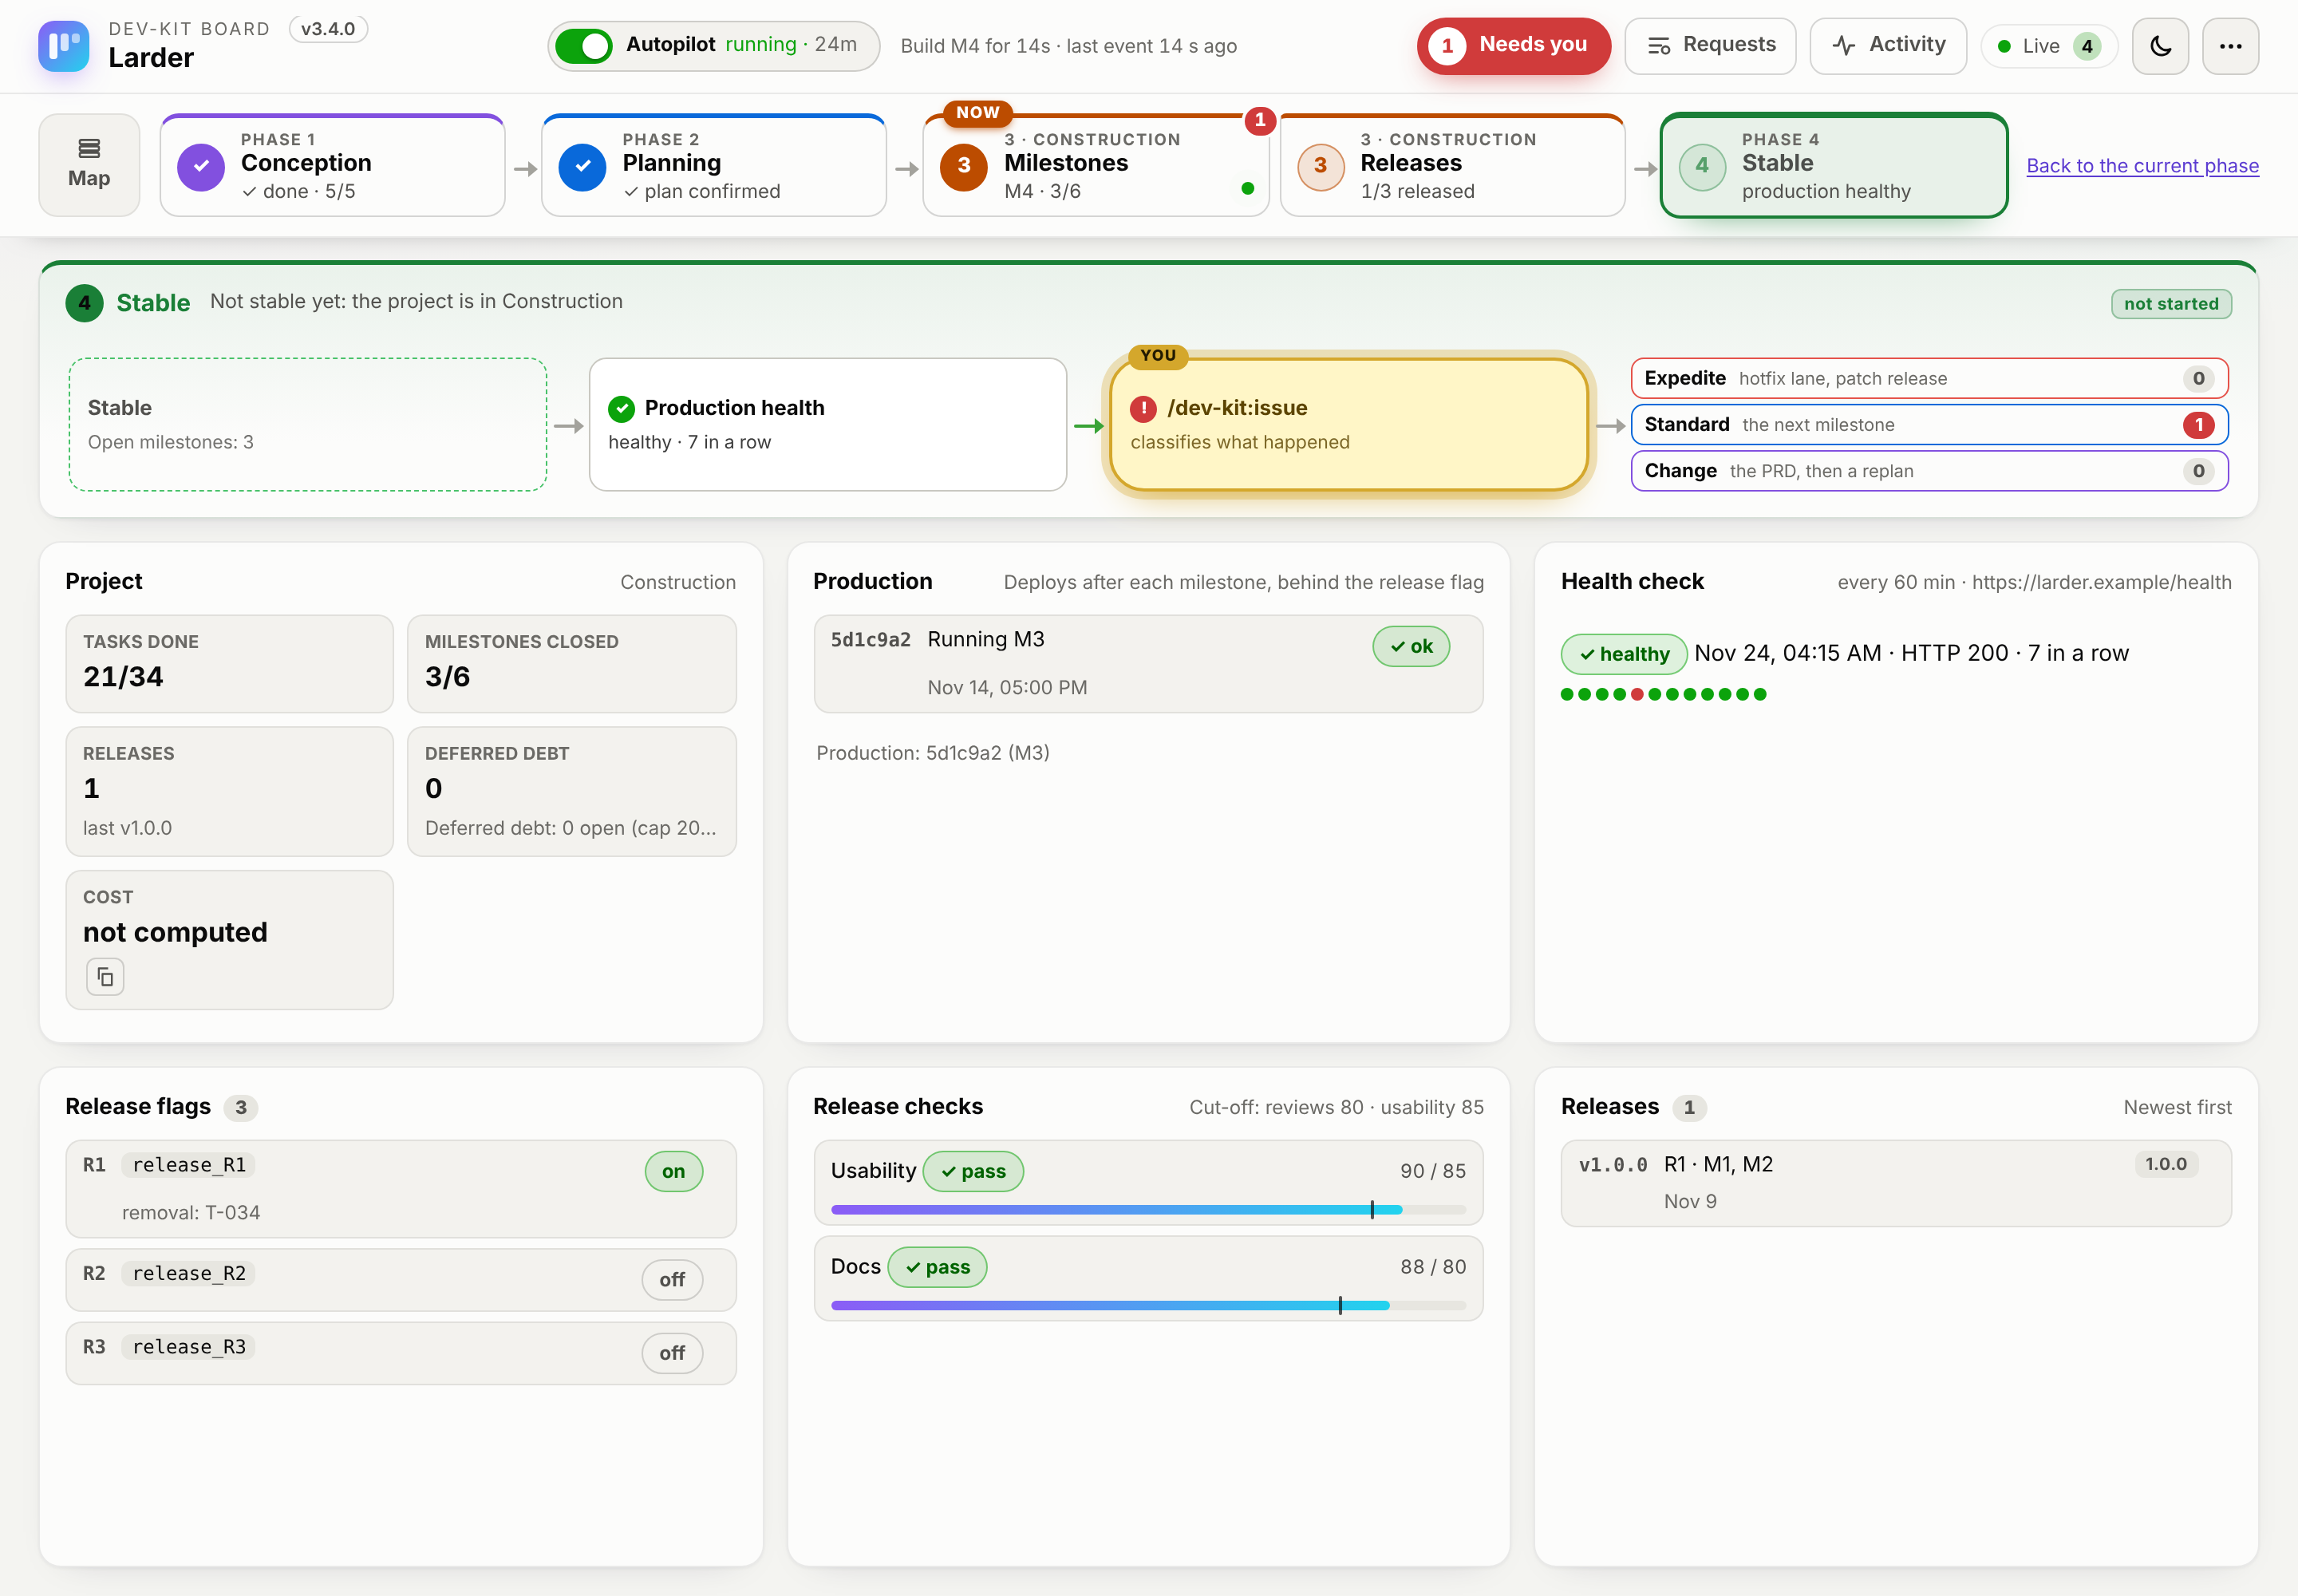 DEV-KIT BOARD v3.4.0
Larder
Autopilot running · 24m
Build M4 for 14s · last event 14 s ago
1 Needs you
Requests
Activity
Live 4
Map
PHASE 1
Conception
✓ done · 5/5
PHASE 2
Planning
✓ plan confirmed
NOW
3
3 · CONSTRUCTION
Milestones
M4 · 3/6
1
3
3 · CONSTRUCTION
Releases
1/3 released
4
PHASE 4
Stable
production healthy
Back to the current phase
4 Stable Not stable yet: the project is in Construction
not started
Stable
Open milestones: 3
Production health
healthy · 7 in a row
YOU
! /dev-kit:issue
classifies what happened
Expedite hotfix lane, patch release 0
Standard the next milestone 1
Change the PRD, then a replan 0
Project Construction
TASKS DONE
21/34
MILESTONES CLOSED
3/6
RELEASES
1
last v1.0.0
DEFERRED DEBT
0
Deferred debt: 0 open (cap 20...
COST
not computed
Production Deploys after each milestone, behind the release flag
5d1c9a2 Running M3 ✓ ok
Nov 14, 05:00 PM
Production: 5d1c9a2 (M3)
Health check every 60 min · https://larder.example/health
✓ healthy Nov 24, 04:15 AM · HTTP 200 · 7 in a row
Release flags 3
R1 release_R1 on
removal: T-034
R2 release_R2 off
R3 release_R3 off
Release checks Cut-off: reviews 80 · usability 85
Usability ✓ pass 90 / 85
Docs ✓ pass 88 / 80
Releases 1 Newest first
v1.0.0 R1 · M1, M2 1.0.0
Nov 9